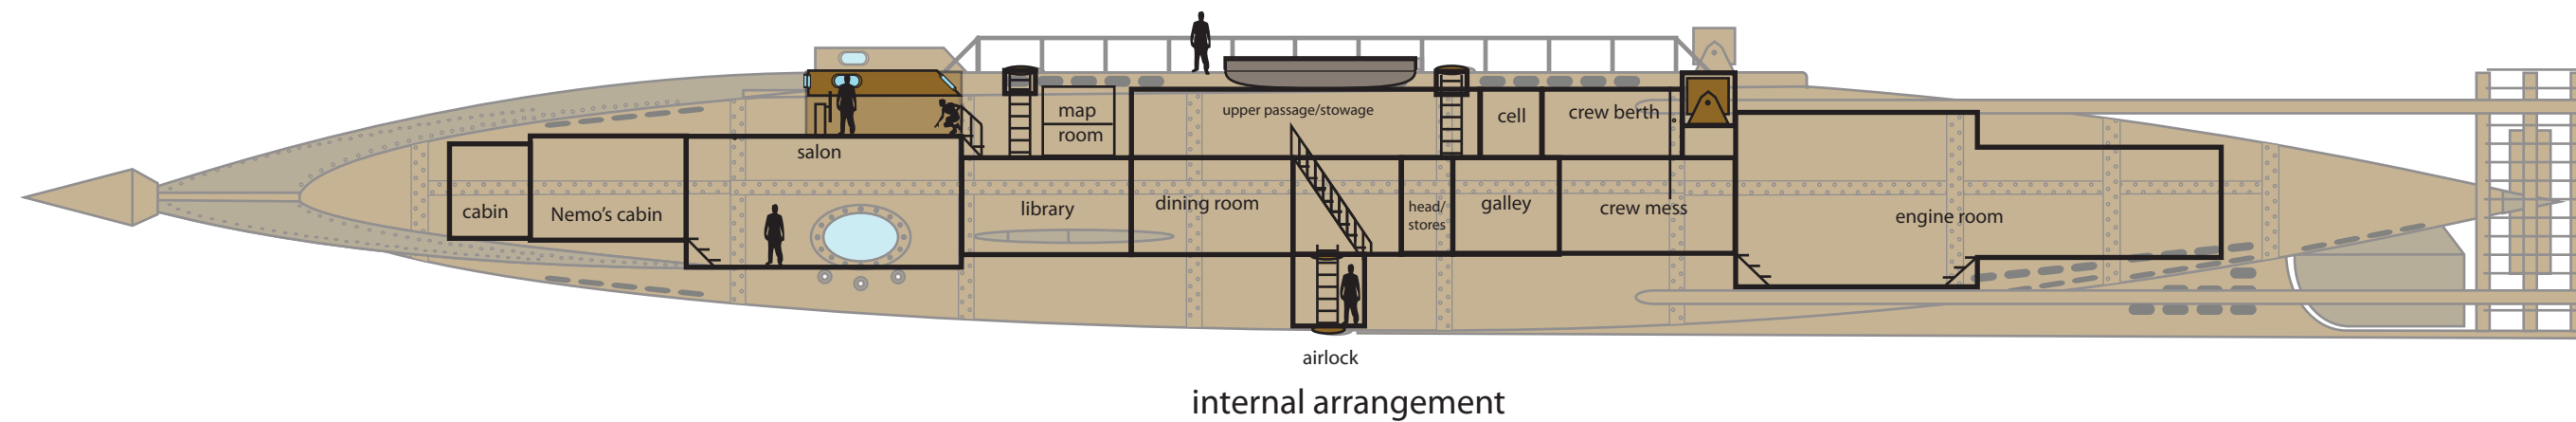 map
room
upper passage/stowage
cell
crew berth
salon
cabin
Nemo's cabin
library
dining room
head/
stores
galley
crew mess
engine room
airlock
internal arrangement